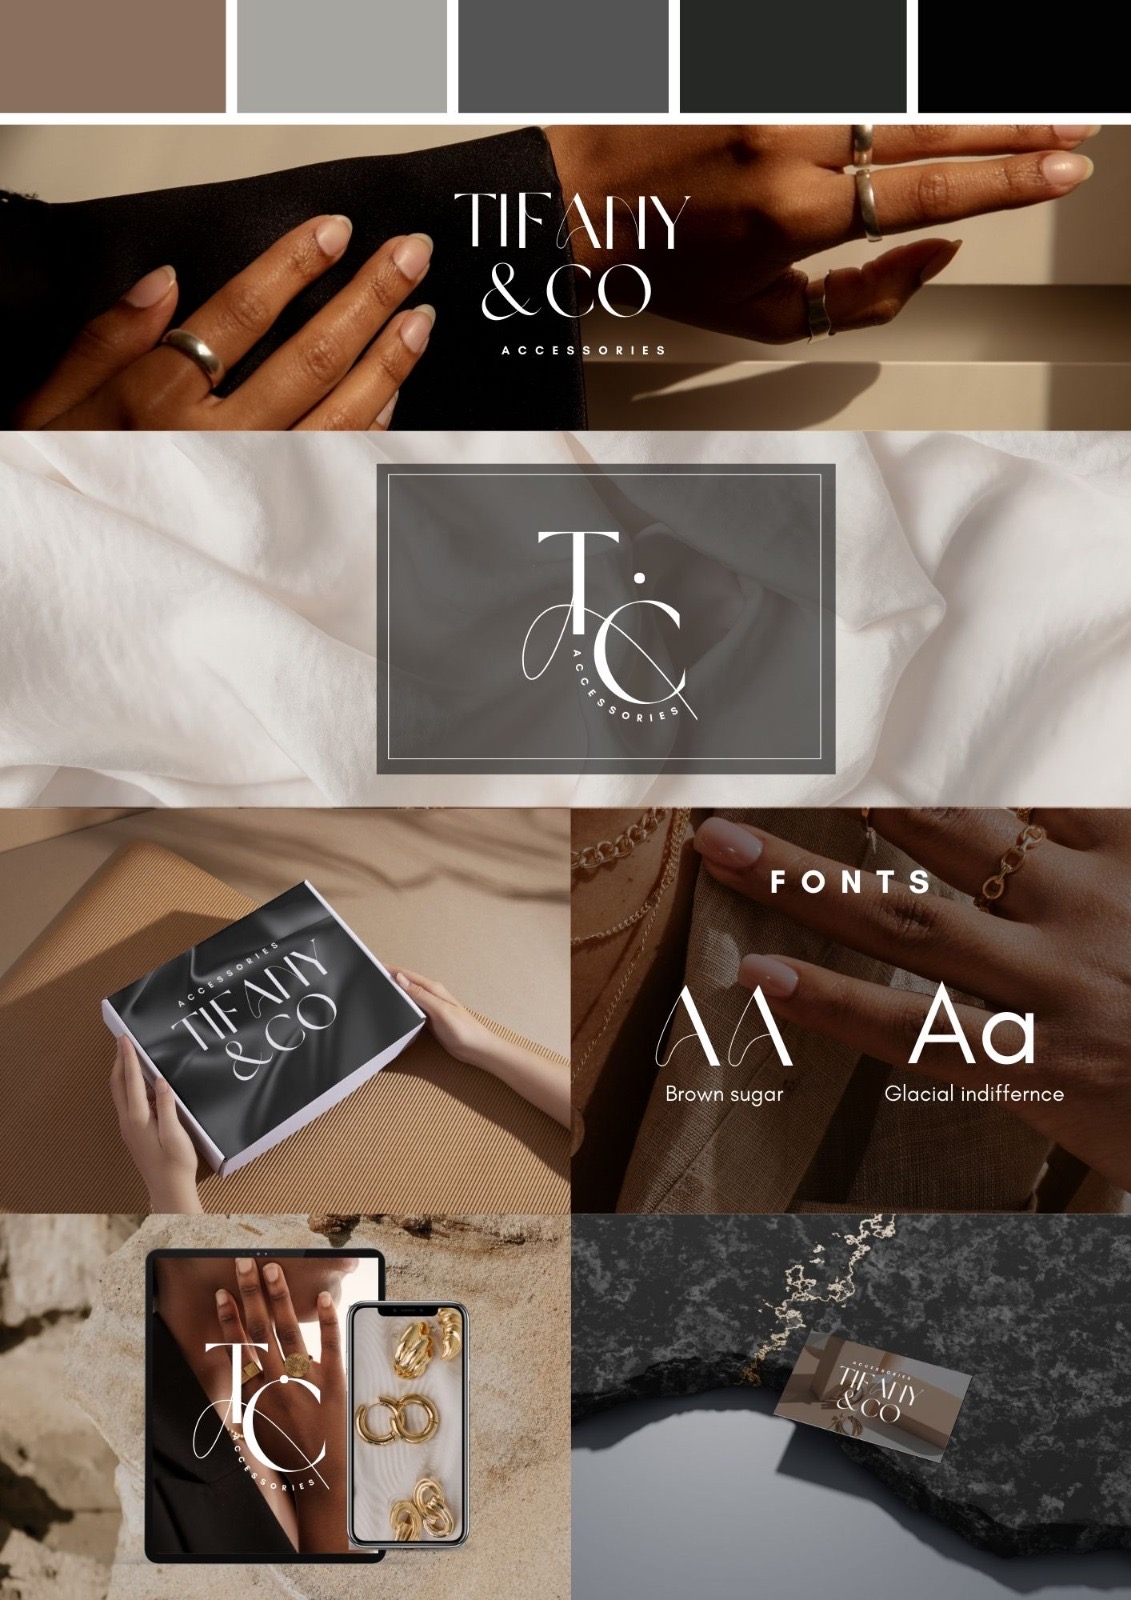 TIFANY
& CO
ACCESSORIES
T.C
ACCESSORIES
ACCESSORIES
TIFANY
& CO
FONTS
AA
Brown sugar
Aa
Glacial indiffernce
T.C
ACCESSORIES
ACCESSORIES
TIFANY
& CO